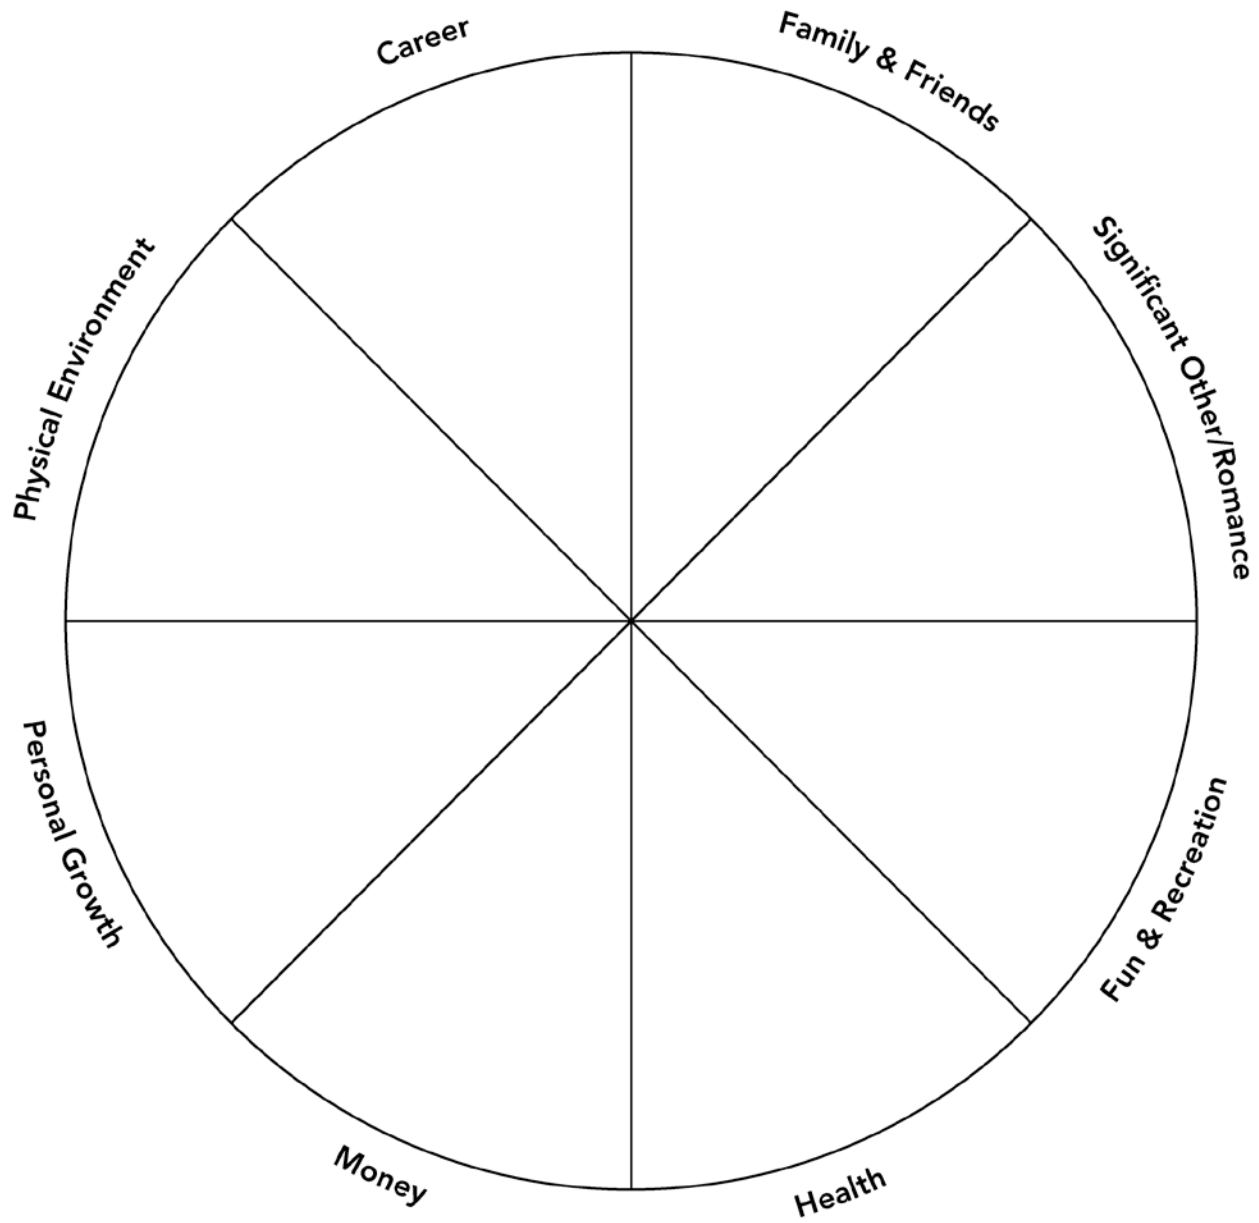 Career
Family & Friends
Significant Other/Romance
Fun & Recreation
Health
Money
Personal Growth
Physical Environment